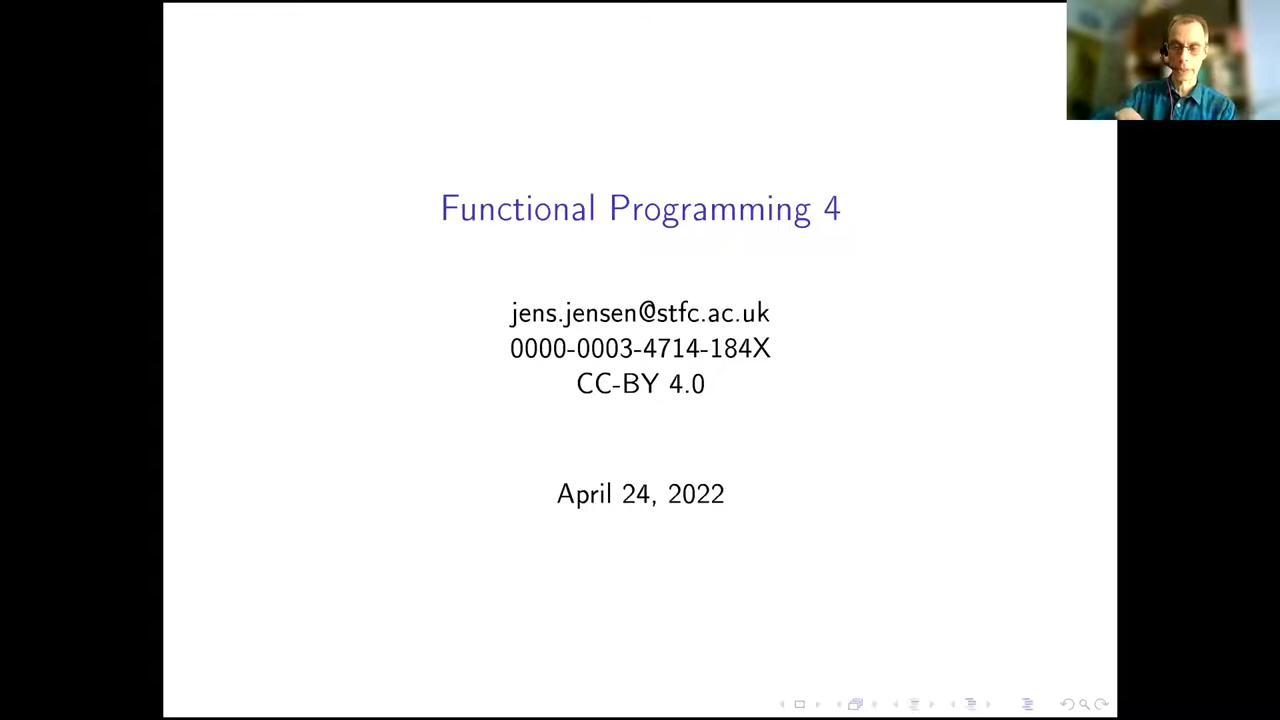 Functional Programming 4
jens.jensen@stfc.ac.uk
0000-0003-4714-184X
CC-BY 4.0
April 24, 2022